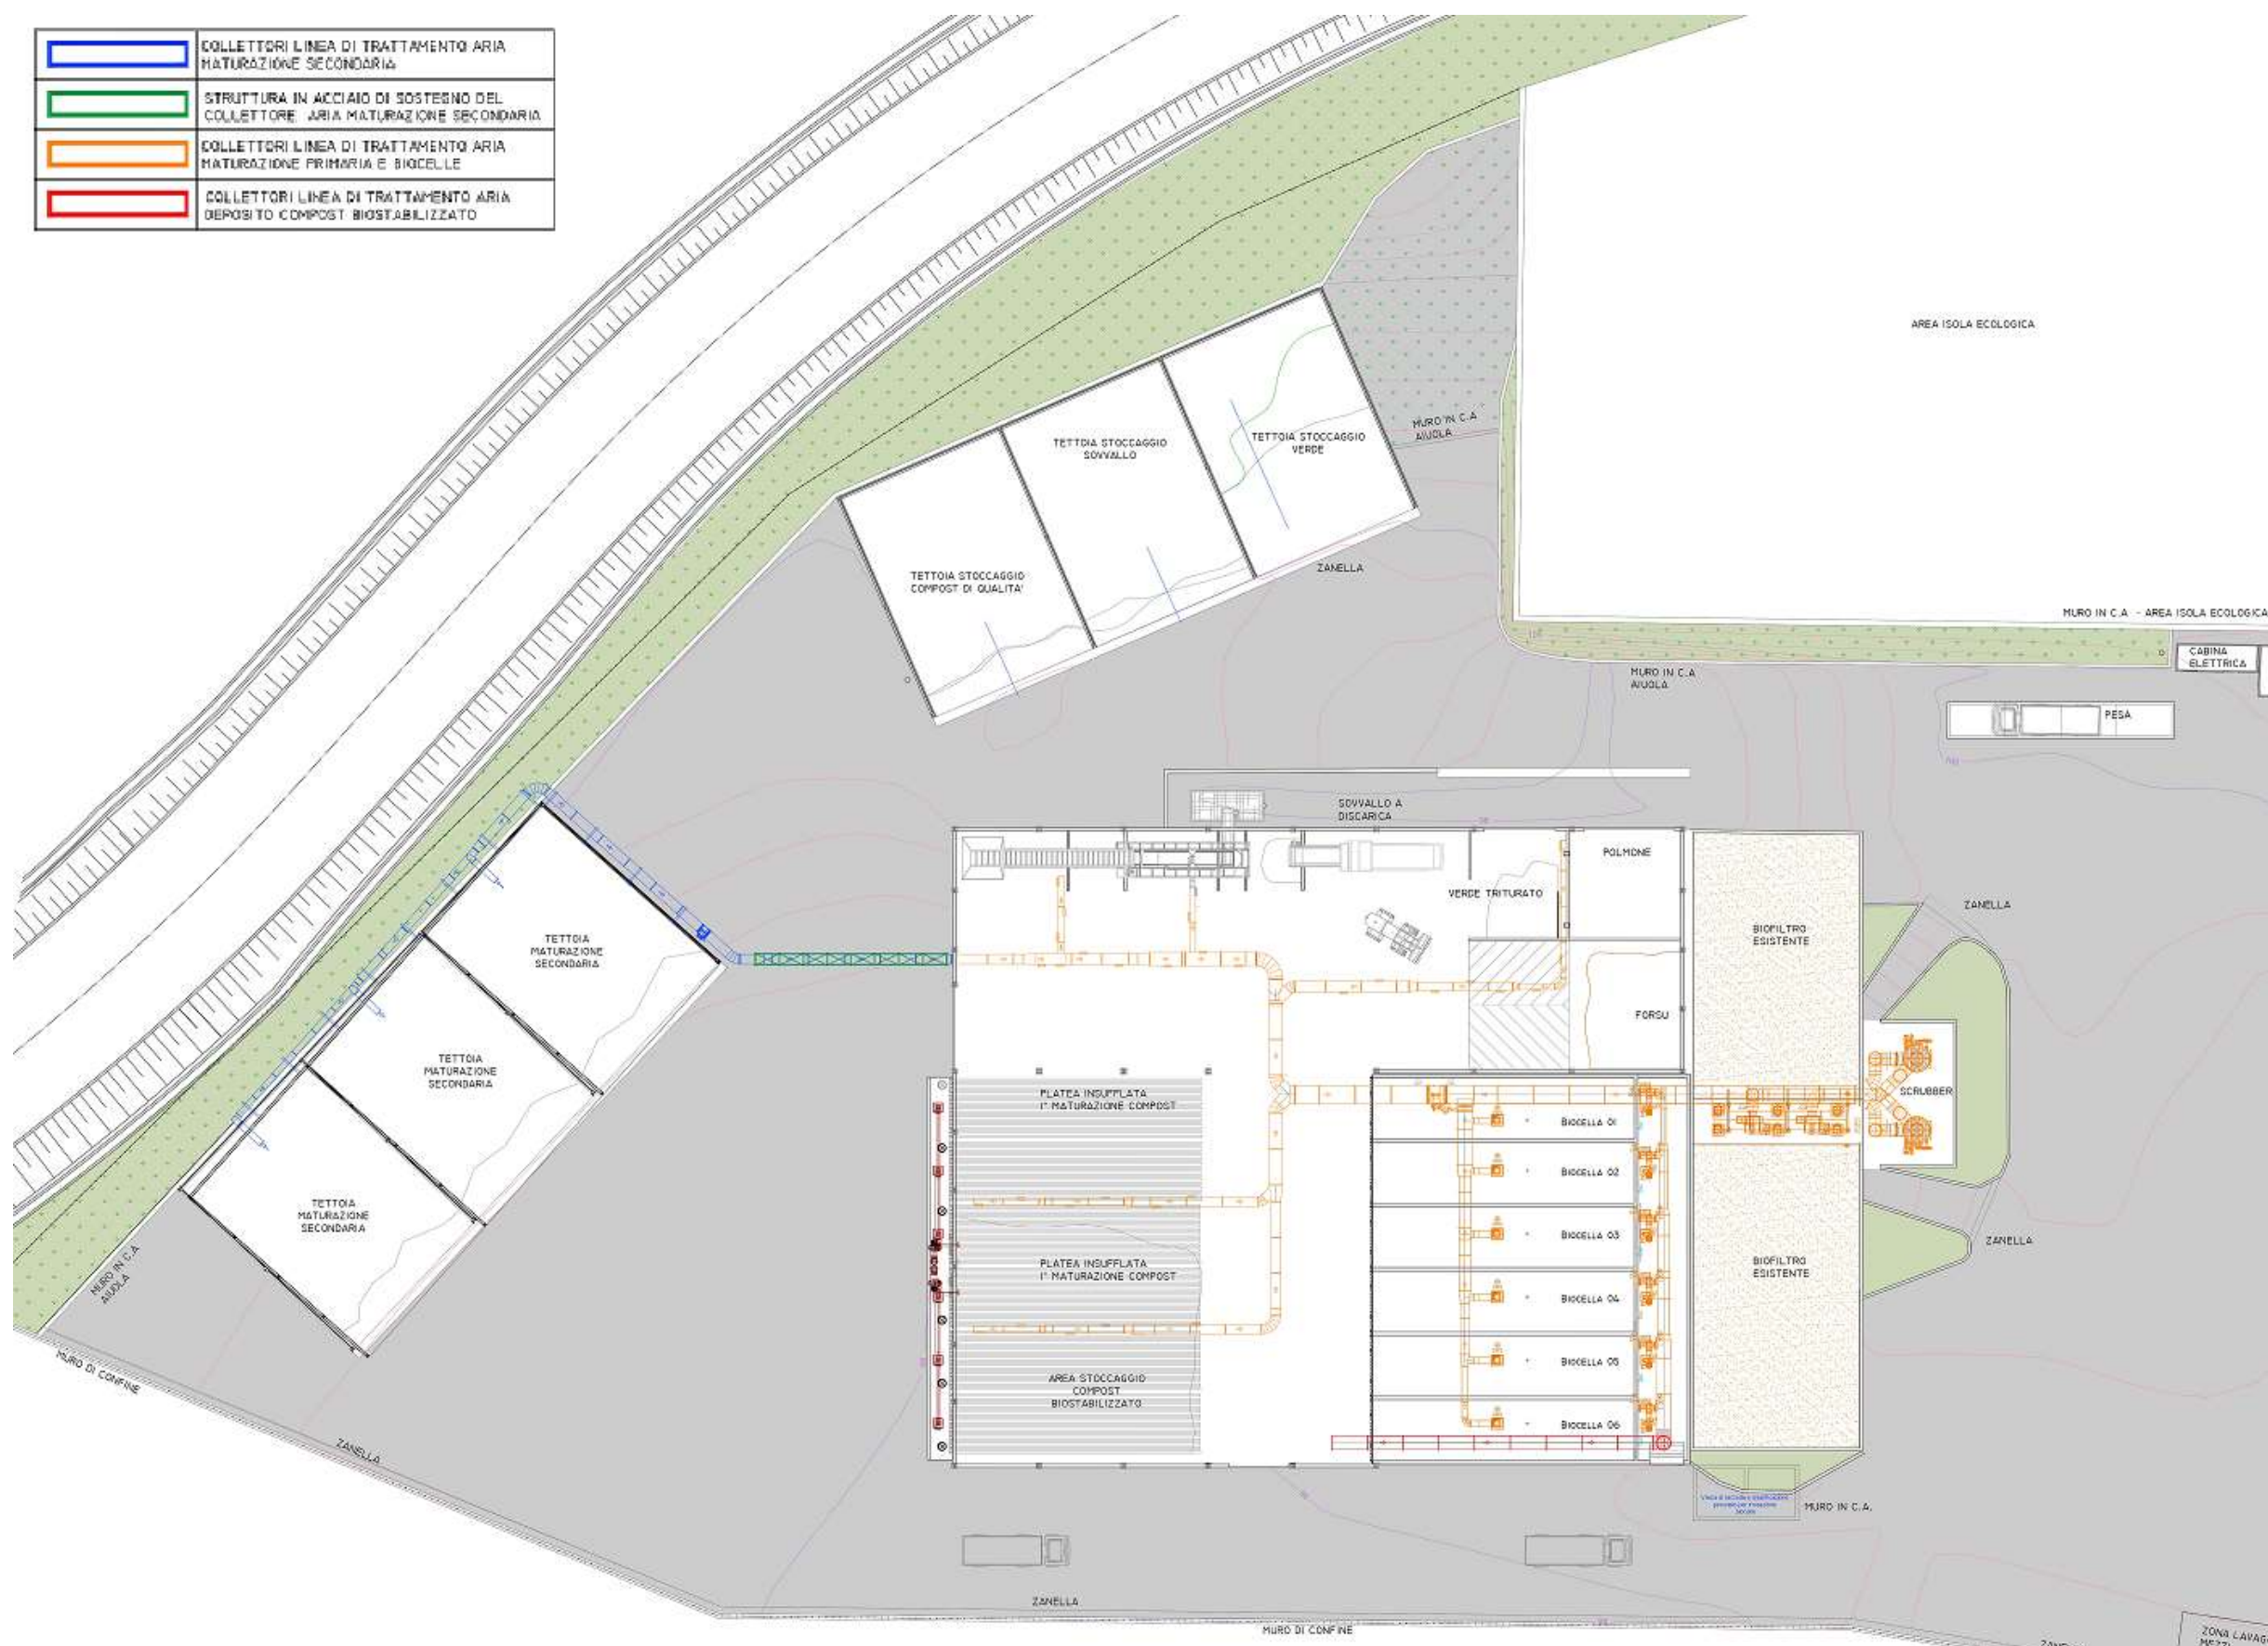 COLLETTORI LINEA DI TRATTAMENTO ARIA
MATURAZIONE SECONDARIA
STRUTTURA IN ACCIAIO DI SOSTEGNO DEL
COLLETTORE ARIA MATURAZIONE SECONDARIA
COLLETTORI LINEA DI TRATTAMENTO ARIA
MATURAZIONE PRIMARIA E BIOCELLE
COLLETTORI LINEA DI TRATTAMENTO ARIA
DEPOSITO COMPOST BIOSTABILIZZATO
AREA ISOLA ECOLOGICA
MURO IN C.A
AIUOLA
TETTOIA STOCCAGGIO
VERDE
TETTOIA STOCCAGGIO
SOVVALLO
TETTOIA STOCCAGGIO
COMPOST DI QUALITA'
ZANELLA
MURO IN C.A - AREA ISOLA ECOLOGICA
CABINA
ELETTRICA
MURO IN C.A
AIUOLA
PESA
SOVVALLO A
DISCARICA
POLMONE
VERDE TRITURATO
ZANELLA
BIOFILTRO
ESISTENTE
TETTOIA
MATURAZIONE
SECONDARIA
FORSU
TETTOIA
MATURAZIONE
SECONDARIA
PLATEA INSUFFLATA
I° MATURAZIONE COMPOST
SCRUBBER
BIOCELLA 01
BIOCELLA 02
TETTOIA
MATURAZIONE
SECONDARIA
BIOCELLA 03
ZANELLA
MURO IN C.A
AIUOLA
PLATEA INSUFFLATA
I° MATURAZIONE COMPOST
BIOFILTRO
ESISTENTE
BIOCELLA 04
BIOCELLA 05
MURO DI CONFINE
AREA STOCCAGGIO
COMPOST
BIOSTABILIZZATO
BIOCELLA 06
ZANELLA
MURO IN C.A.
ZANELLA
MURO DI CONFINE